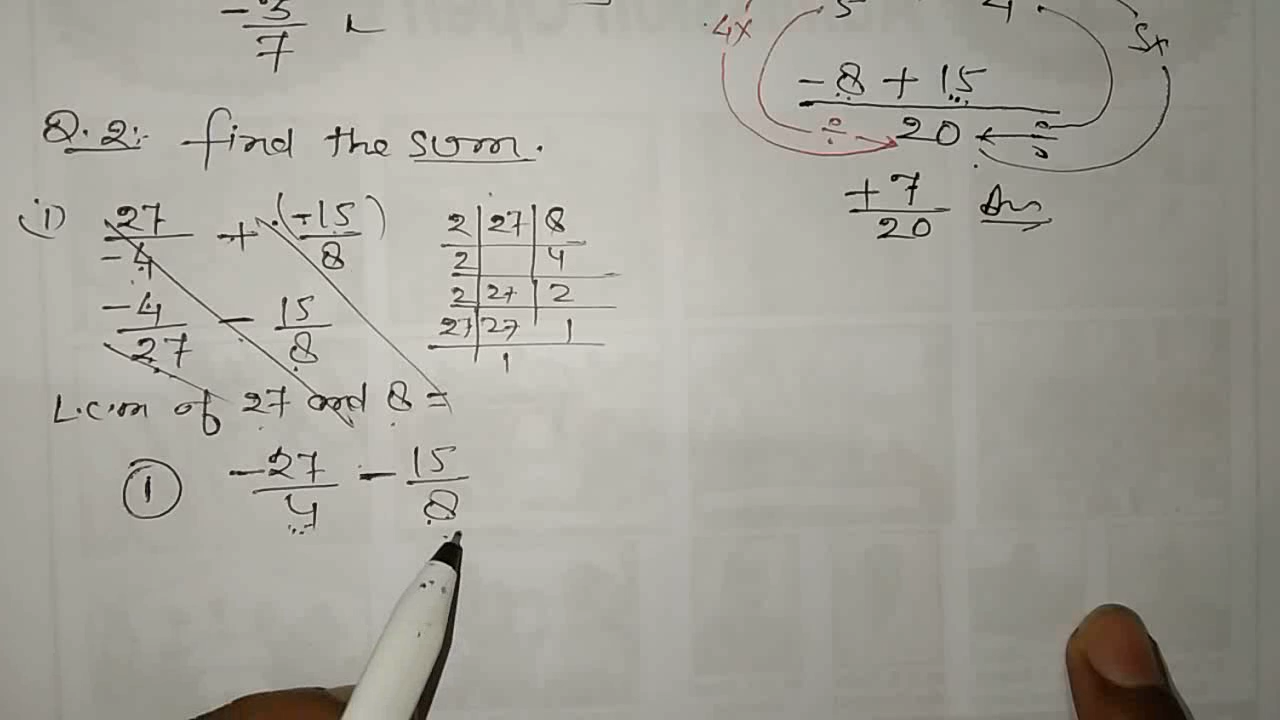 -5/7
Q.2:- find the sum.
(i) 27/-4 + (-15/8)
-4/27 - 15/8
L.c.m of 27 and 8 =
① -27/4 - 15/8
2 | 27 | 8
2 | | 4
2 | 27 | 2
27 | 27 | 1
1
5 4
4x 5x
-8 + 15
÷ 20 ÷
+7/20 Ans